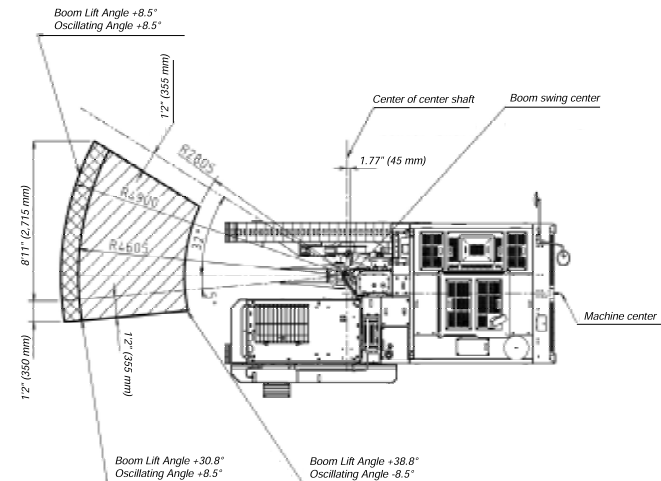 Boom Lift Angle +8.5°
Oscillating Angle +8.5°
1'2" (355 mm)
Center of center shaft
Boom swing center
1.77" (45 mm)
R2805
R4900
R4605
32°
5°
8'11" (2,715 mm)
1'2" (350 mm)
1'2" (355 mm)
Machine center
Boom Lift Angle +30.8°
Oscillating Angle +8.5°
Boom Lift Angle +38.8°
Oscillating Angle -8.5°